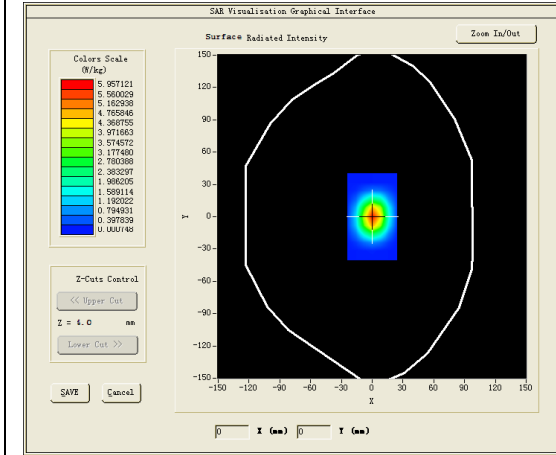 SAR Visualisation Graphical Interface
Surface Radiated Intensity
Zoom In/Out
Colors Scale
(W/kg)
5.957121
5.560029
5.162938
4.765846
4.368755
3.971663
3.574572
3.177480
2.780388
2.383297
1.986205
1.589114
1.192022
0.794931
0.397839
0.000748
150
120
90
60
30
Y
0
-30
-60
-90
-120
-150
-150 -120 -90 -60 -30 0 30 60 90 120 150
X
Z-Cuts Control
<< Upper Cut
Z = 4.0 mm
Lower Cut >>
SAVE
Cancel
0 X (mm) 0 Y (mm)